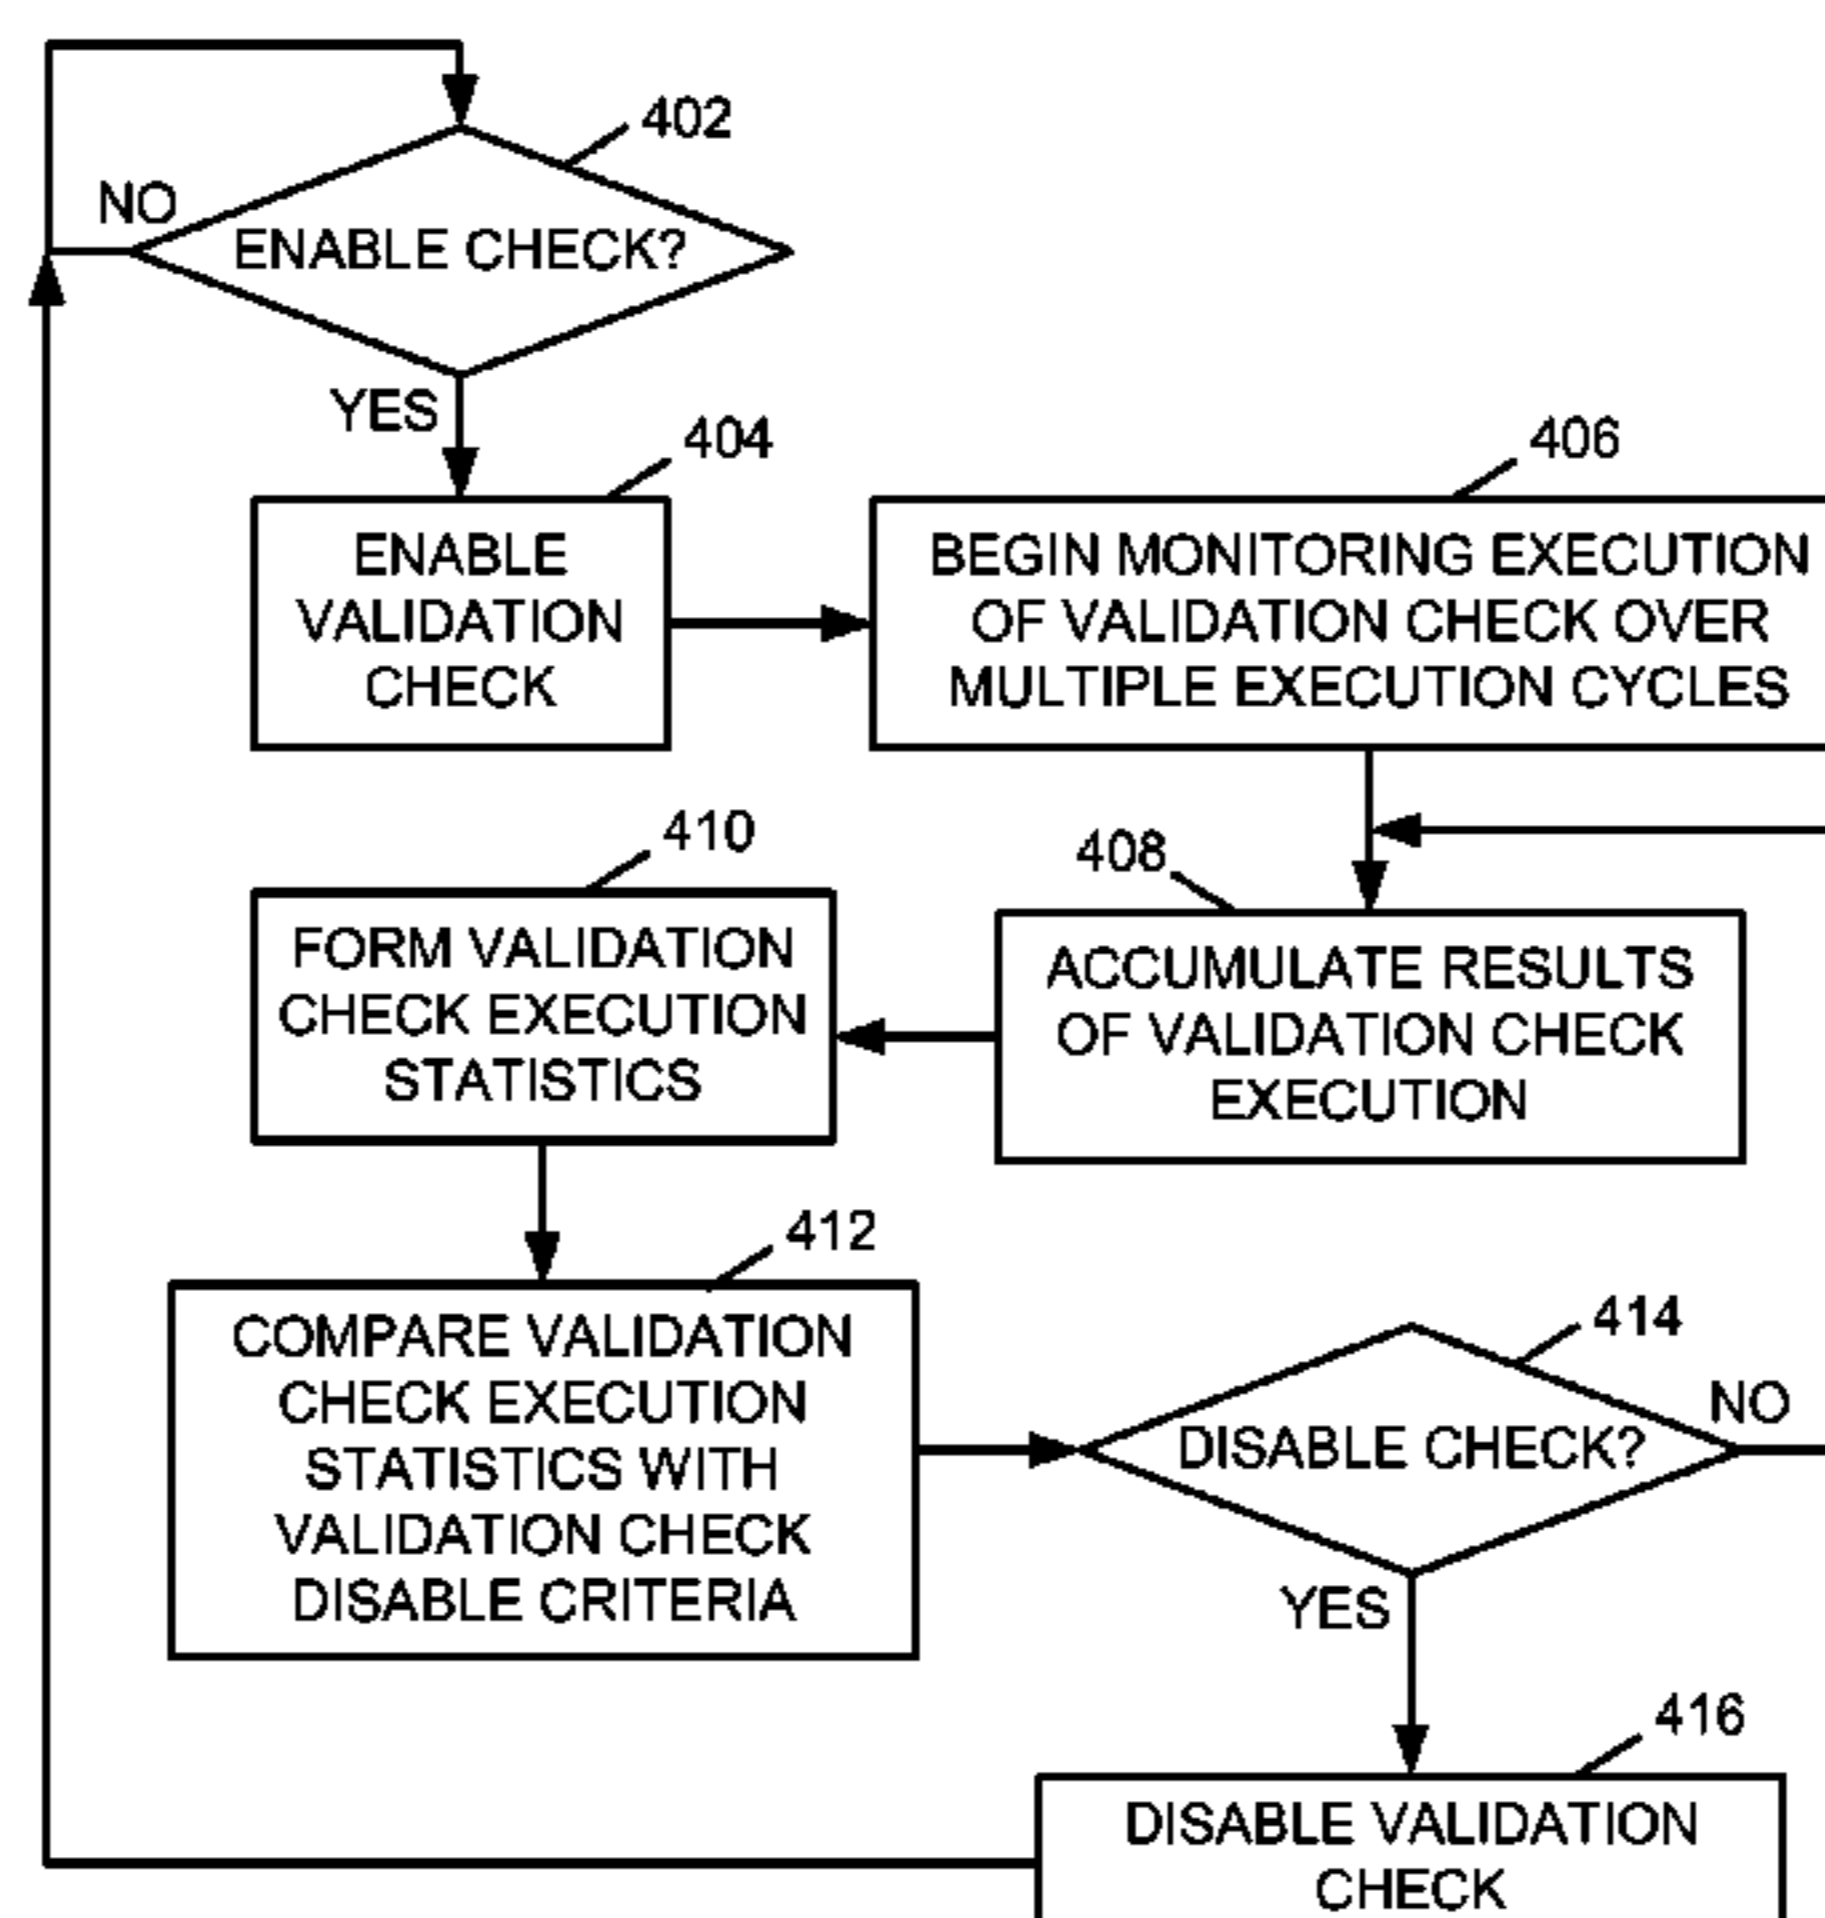 402
NO
ENABLE CHECK?
YES
404
ENABLE
VALIDATION
CHECK
406
BEGIN MONITORING EXECUTION
OF VALIDATION CHECK OVER
MULTIPLE EXECUTION CYCLES
408
ACCUMULATE RESULTS
OF VALIDATION CHECK
EXECUTION
410
FORM VALIDATION
CHECK EXECUTION
STATISTICS
412
COMPARE VALIDATION
CHECK EXECUTION
STATISTICS WITH
VALIDATION CHECK
DISABLE CRITERIA
414
NO
DISABLE CHECK?
YES
416
DISABLE VALIDATION
CHECK